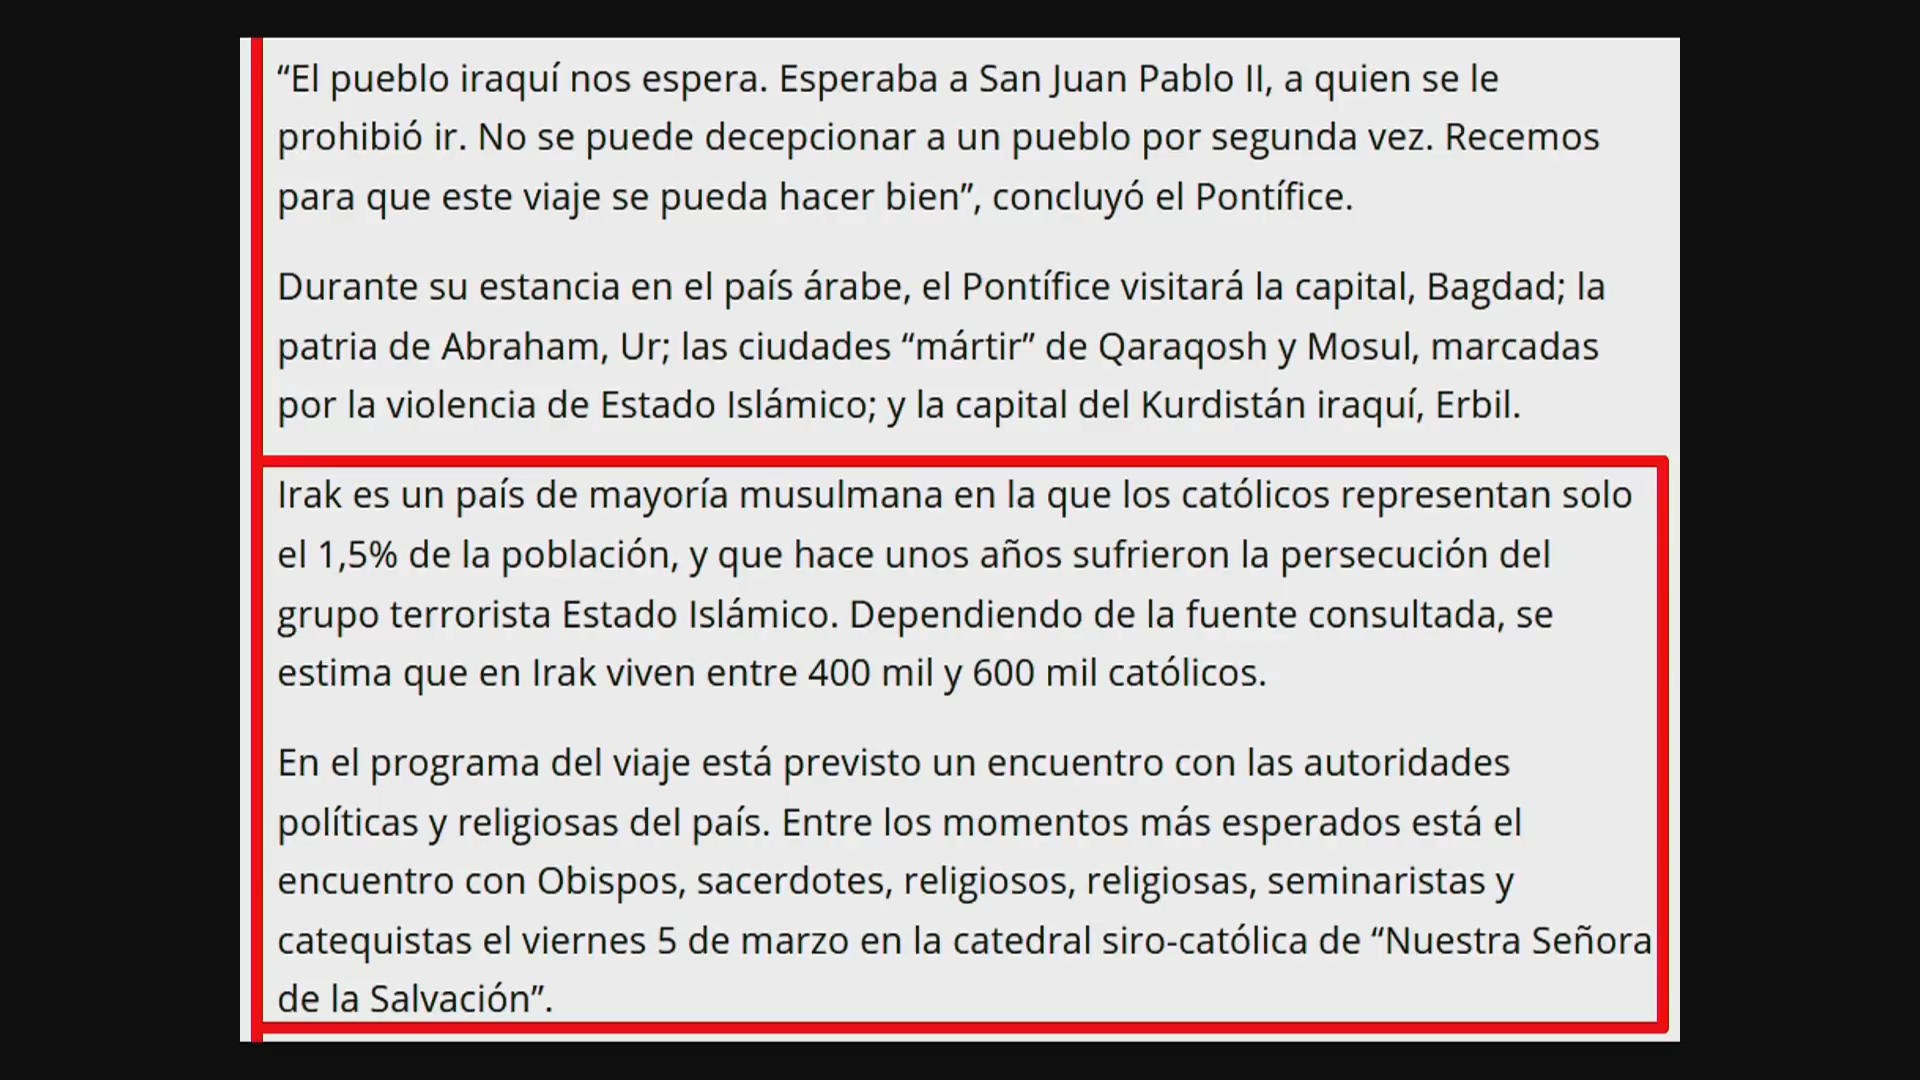 “El pueblo iraquí nos espera. Esperaba a San Juan Pablo II, a quien se le
prohibió ir. No se puede decepcionar a un pueblo por segunda vez. Recemos
para que este viaje se pueda hacer bien”, concluyó el Pontífice.
Durante su estancia en el país árabe, el Pontífice visitará la capital, Bagdad; la
patria de Abraham, Ur; las ciudades “mártir” de Qaraqosh y Mosul, marcadas
por la violencia de Estado Islámico; y la capital del Kurdistán iraquí, Erbil.
Irak es un país de mayoría musulmana en la que los católicos representan solo
el 1,5% de la población, y que hace unos años sufrieron la persecución del
grupo terrorista Estado Islámico. Dependiendo de la fuente consultada, se
estima que en Irak viven entre 400 mil y 600 mil católicos.
En el programa del viaje está previsto un encuentro con las autoridades
políticas y religiosas del país. Entre los momentos más esperados está el
encuentro con Obispos, sacerdotes, religiosos, religiosas, seminaristas y
catequistas el viernes 5 de marzo en la catedral siro-católica de “Nuestra Señora
de la Salvación”.